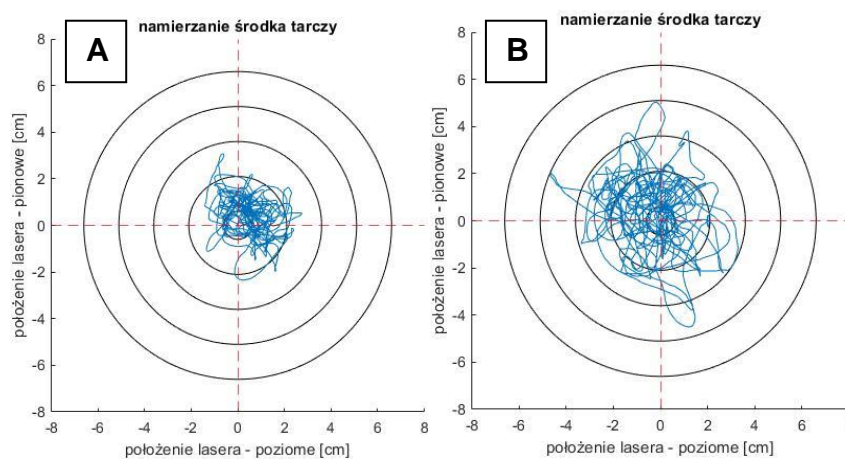 A
namierzanie środka tarczy
położenie lasera - pionowe [cm]
8
6
4
2
0
-2
-4
-6
-8
-8 -6 -4 -2 0 2 4 6 8
położenie lasera - poziome [cm]
B
namierzanie środka tarczy
położenie lasera - pionowe [cm]
8
6
4
2
0
-2
-4
-6
-8
-8 -6 -4 -2 0 2 4 6 8
położenie lasera - poziome [cm]